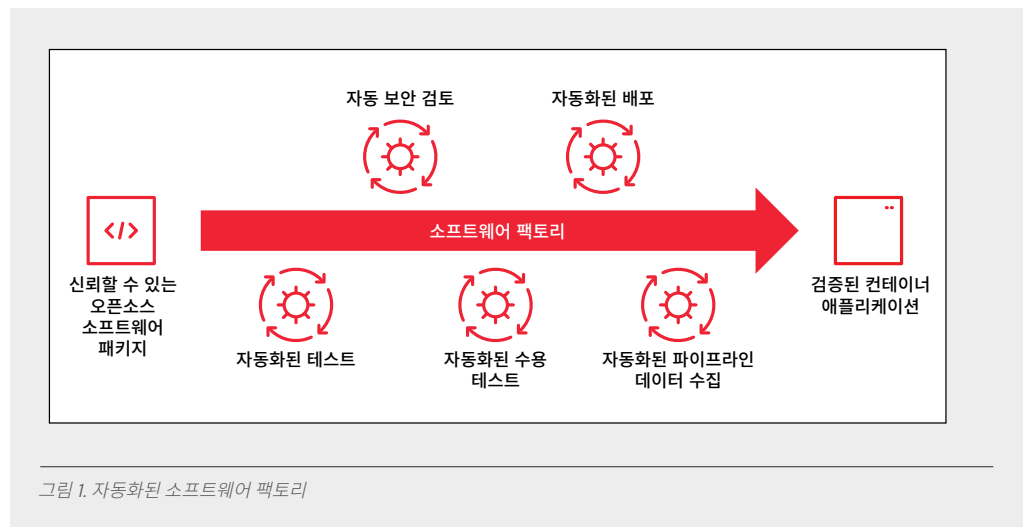 자동 보안 검토
자동화된 배포
</>
소프트웨어 팩토리
신뢰할 수 있는
오픈소스
소프트웨어
패키지
검증된 컨테이너
애플리케이션
자동화된 테스트
자동화된 수용
테스트
자동화된 파이프라인
데이터 수집
그림 1. 자동화된 소프트웨어 팩토리